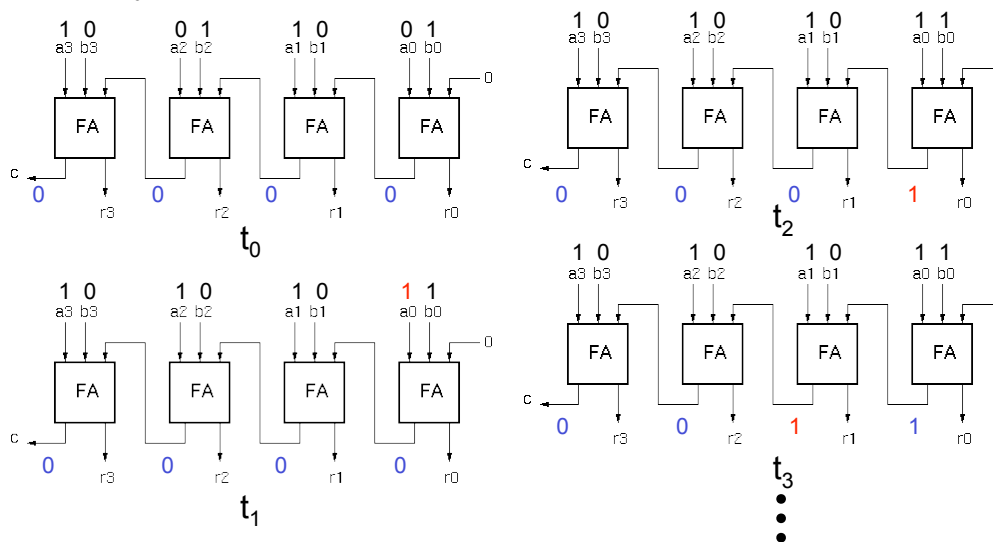 1 0 0 1 1 0 0 1
a3 b3 a2 b2 a1 b1 a0 b0
0
FA FA FA FA
c
0 0 0 0
r3 r2 r1 r0
t0
1 0 1 0 1 0 1 1
a3 b3 a2 b2 a1 b1 a0 b0
0
FA FA FA FA
c
0 0 0 0
r3 r2 r1 r0
t1
1 0 1 0 1 0 1 1
a3 b3 a2 b2 a1 b1 a0 b0
FA FA FA FA
c
0 0 0 1
r3 r2 r1 r0
t2
1 0 1 0 1 0 1 1
a3 b3 a2 b2 a1 b1 a0 b0
FA FA FA FA
c
0 0 1 1
r3 r2 r1 r0
t3